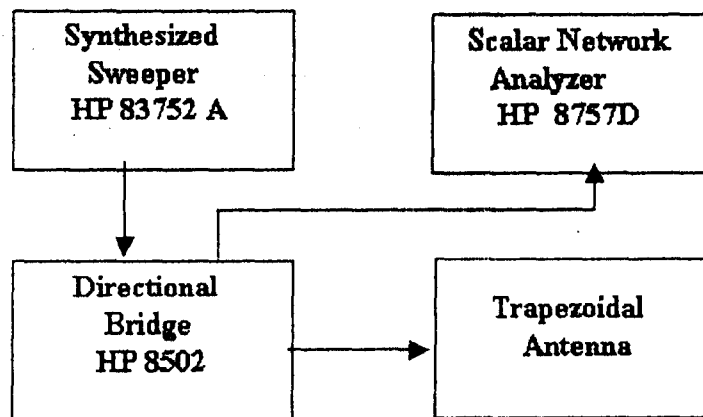 Synthesized
Sweeper
HP 83752 A
Scalar Network
Analyzer
HP 8757D
Directional
Bridge
HP 8502
Trapezoidal
Antenna